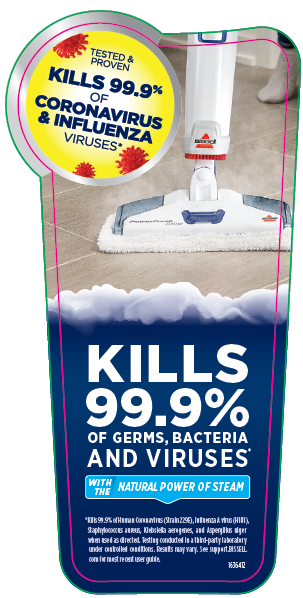 TESTED &
PROVEN
KILLS 99.9%
OF
CORONAVIRUS
& INFLUENZA
VIRUSES*
BISSELL
PowerFresh
BISSELL
KILLS
99.9%
OF GERMS, BACTERIA
AND VIRUSES*
WITH THE NATURAL POWER OF STEAM
*Kills 99.9% of Human Coronavirus (Strain 229E), Influenza A virus (H1N1),
Staphylococcus aureus, Klebsiella aerogenes, and Aspergillus niger
when used as directed. Testing conducted in a third-party laboratory
under controlled conditions. Results may vary. See support.BISSELL.
com for most recent user guide.
1636412